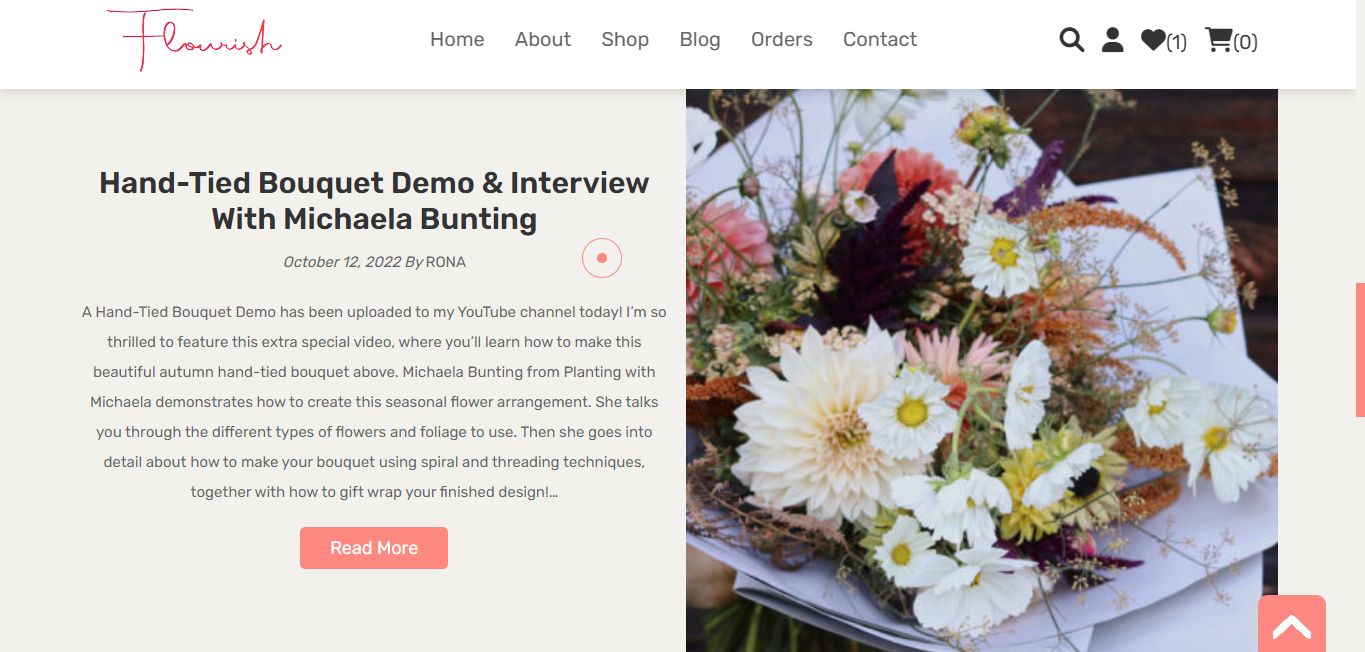 Flourish
Home About Shop Blog Orders Contact (1) (0)
Hand-Tied Bouquet Demo & Interview
With Michaela Bunting
October 12, 2022 By RONA
A Hand-Tied Bouquet Demo has been uploaded to my YouTube channel today! I’m so
thrilled to feature this extra special video, where you’ll learn how to make this
beautiful autumn hand-tied bouquet above. Michaela Bunting from Planting with
Michaela demonstrates how to create this seasonal flower arrangement. She talks
you through the different types of flowers and foliage to use. Then she goes into
detail about how to make your bouquet using spiral and threading techniques,
together with how to gift wrap your finished design!…
Read More